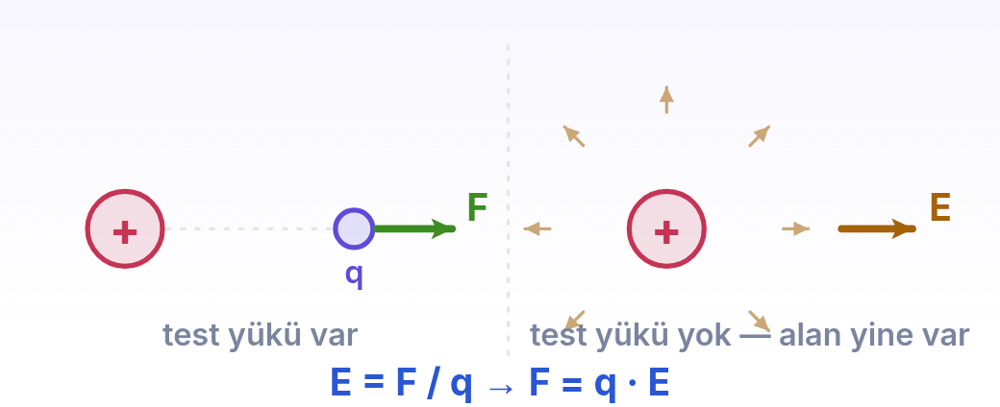 F
E
+
+
q
test yükü var
test yükü yok — alan yine var
E = F / q → F = q · E